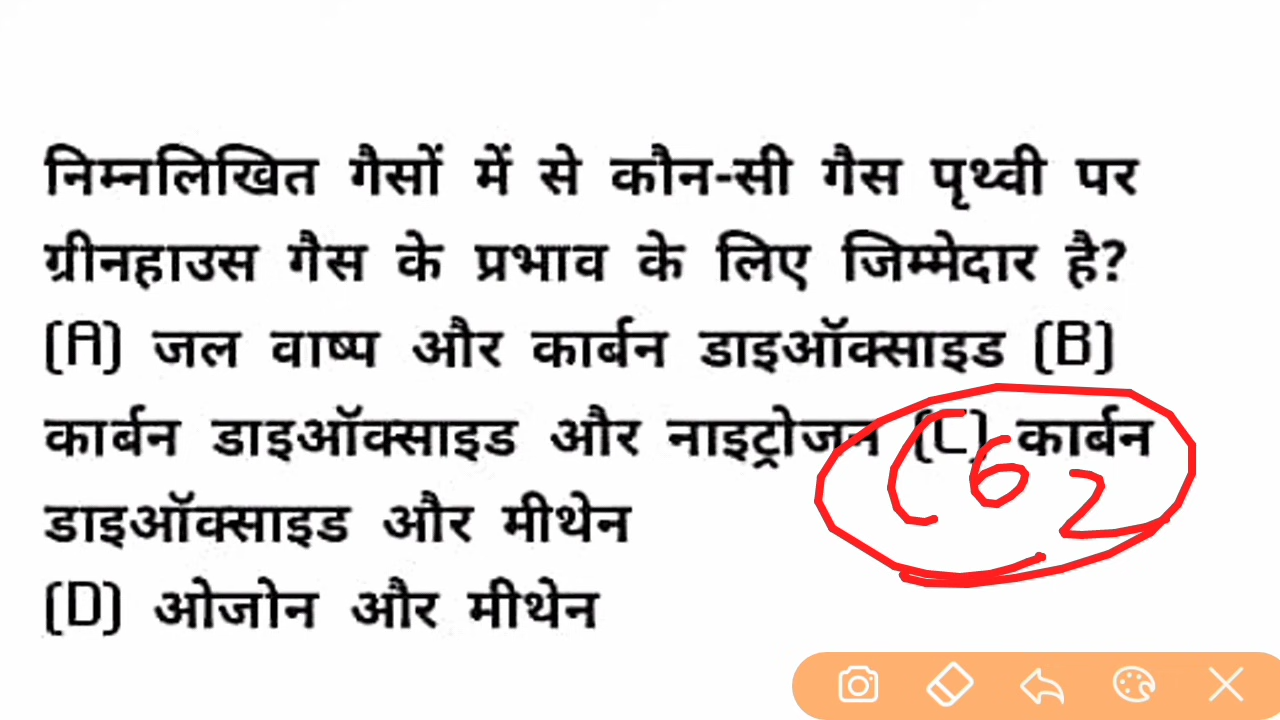 निम्नलिखित गैसों में से कौन-सी गैस पृथ्वी पर
ग्रीनहाउस गैस के प्रभाव के लिए जिम्मेदार है?
(A) जल वाष्प और कार्बन डाइऑक्साइड (B)
कार्बन डाइऑक्साइड और नाइट्रोजन (C) कार्बन
डाइऑक्साइड और मीथेन
(D) ओजोन और मीथेन